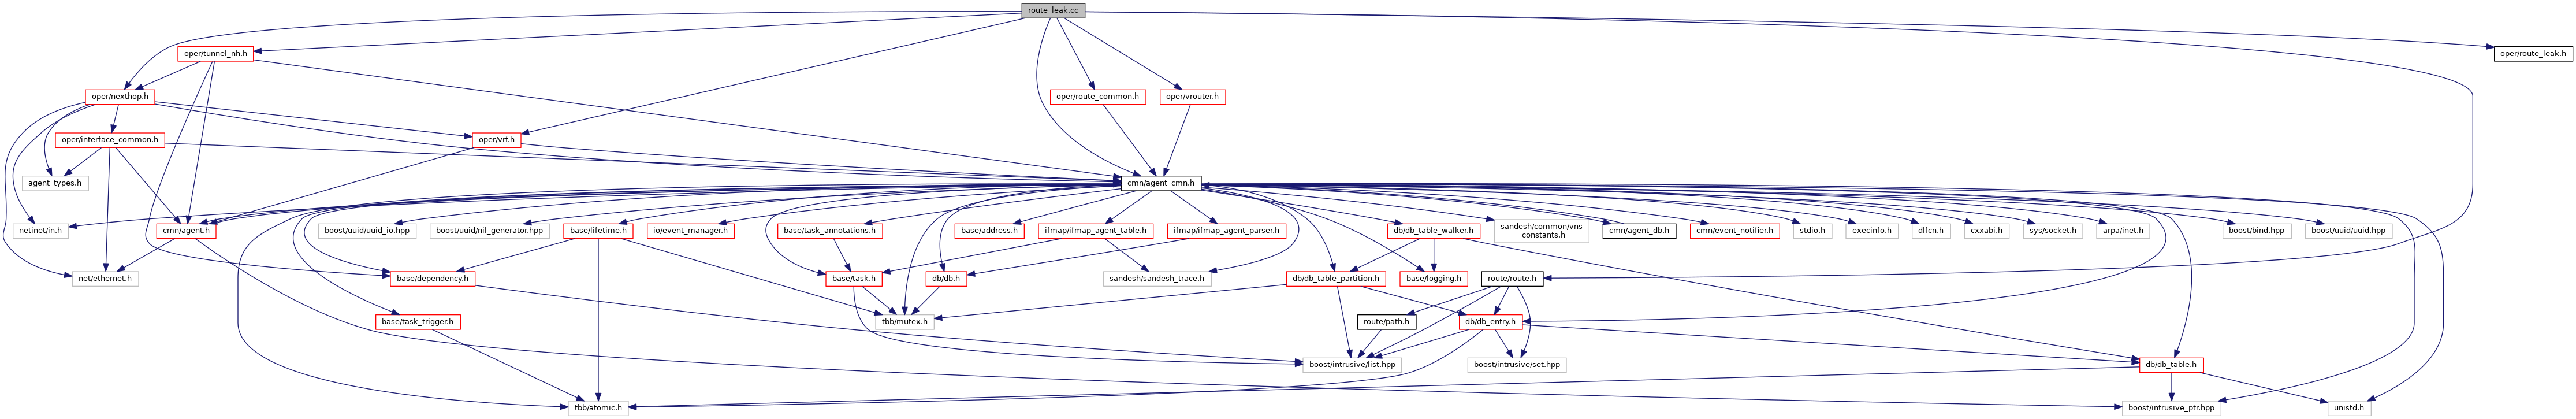 route_leak.cc
oper/tunnel_nh.h
oper/route_leak.h
oper/nexthop.h
oper/route_common.h
oper/vrouter.h
oper/interface_common.h
oper/vrf.h
agent_types.h
cmn/agent_cmn.h
netinet/in.h
cmn/agent.h
boost/uuid/uuid_io.hpp
boost/uuid/nil_generator.hpp
base/lifetime.h
io/event_manager.h
base/task_annotations.h
base/address.h
ifmap/ifmap_agent_table.h
ifmap/ifmap_agent_parser.h
db/db_table_walker.h
sandesh/common/vns
_constants.h
cmn/agent_db.h
cmn/event_notifier.h
stdio.h
execinfo.h
dlfcn.h
cxxabi.h
sys/socket.h
arpa/inet.h
boost/bind.hpp
boost/uuid/uuid.hpp
net/ethernet.h
base/dependency.h
base/task.h
db/db.h
sandesh/sandesh_trace.h
db/db_table_partition.h
base/logging.h
route/route.h
base/task_trigger.h
tbb/mutex.h
route/path.h
db/db_entry.h
boost/intrusive/list.hpp
boost/intrusive/set.hpp
db/db_table.h
tbb/atomic.h
boost/intrusive_ptr.hpp
unistd.h